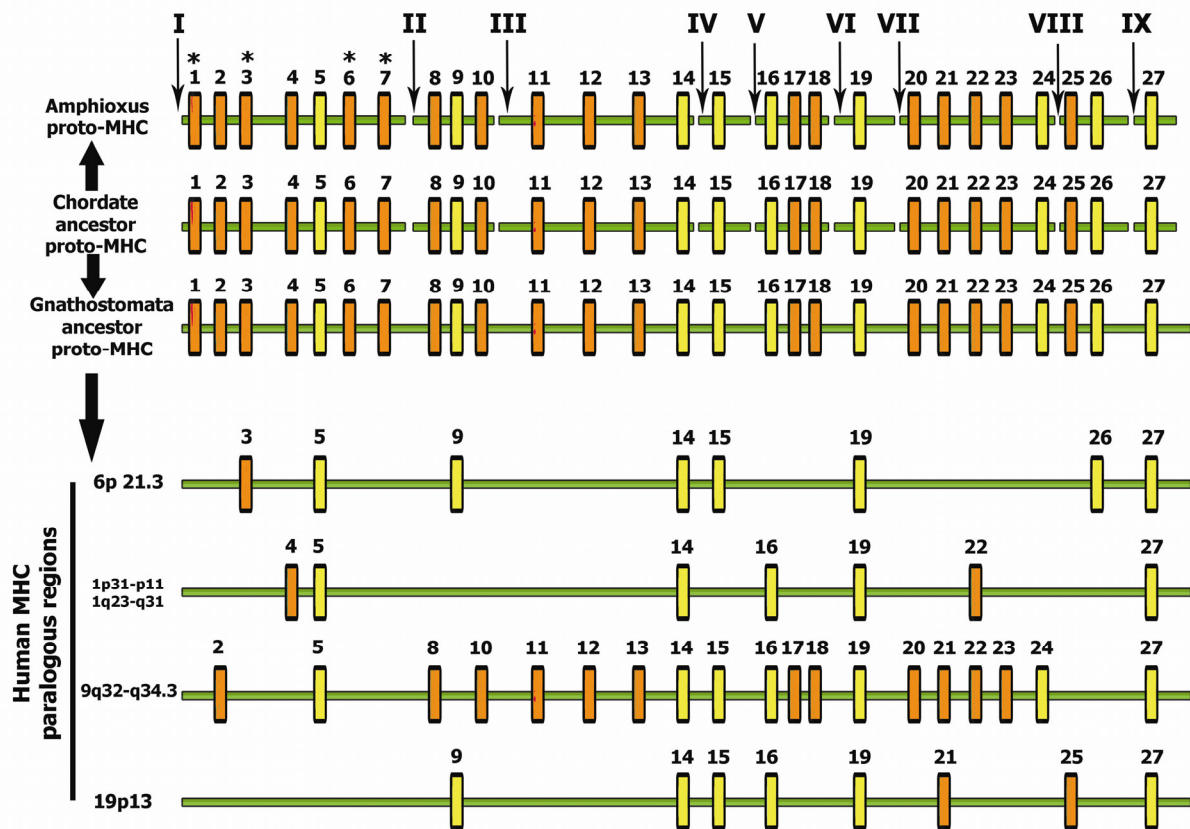 I II III IV V VI VII VIII IX
* * * *
1 2 3 4 5 6 7 8 9 10 11 12 13 14 15 16 17 18 19 20 21 22 23 24 25 26 27
Amphioxus
proto-MHC
1 2 3 4 5 6 7 8 9 10 11 12 13 14 15 16 17 18 19 20 21 22 23 24 25 26 27
Chordate
ancestor
proto-MHC
1 2 3 4 5 6 7 8 9 10 11 12 13 14 15 16 17 18 19 20 21 22 23 24 25 26 27
Gnathostomata
ancestor
proto-MHC
Human MHC
paralogous regions
3 5 9 14 15 19 26 27
6p 21.3
4 5 14 16 19 22 27
1p31-p11
1q23-q31
2 5 8 10 11 12 13 14 15 16 17 18 19 20 21 22 23 24 27
9q32-q34.3
9 14 15 16 19 21 25 27
19p13